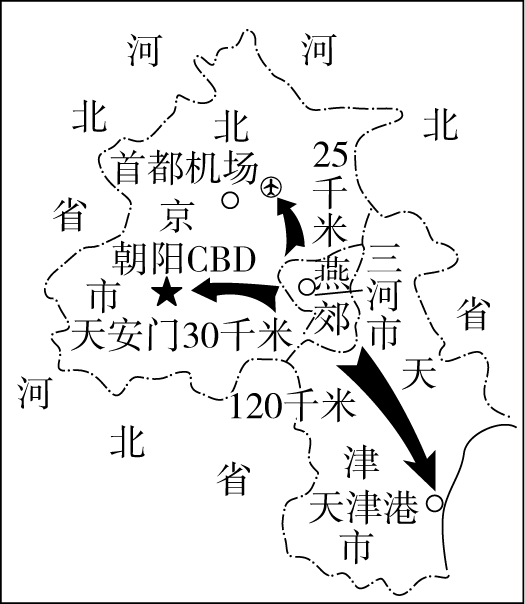 河 河
北 北 北
首都机场
25千米
省 京
朝阳CBD
燕郊
三河市
市
天安门30千米
省
河
120千米
天
北
省
津
天津港
市